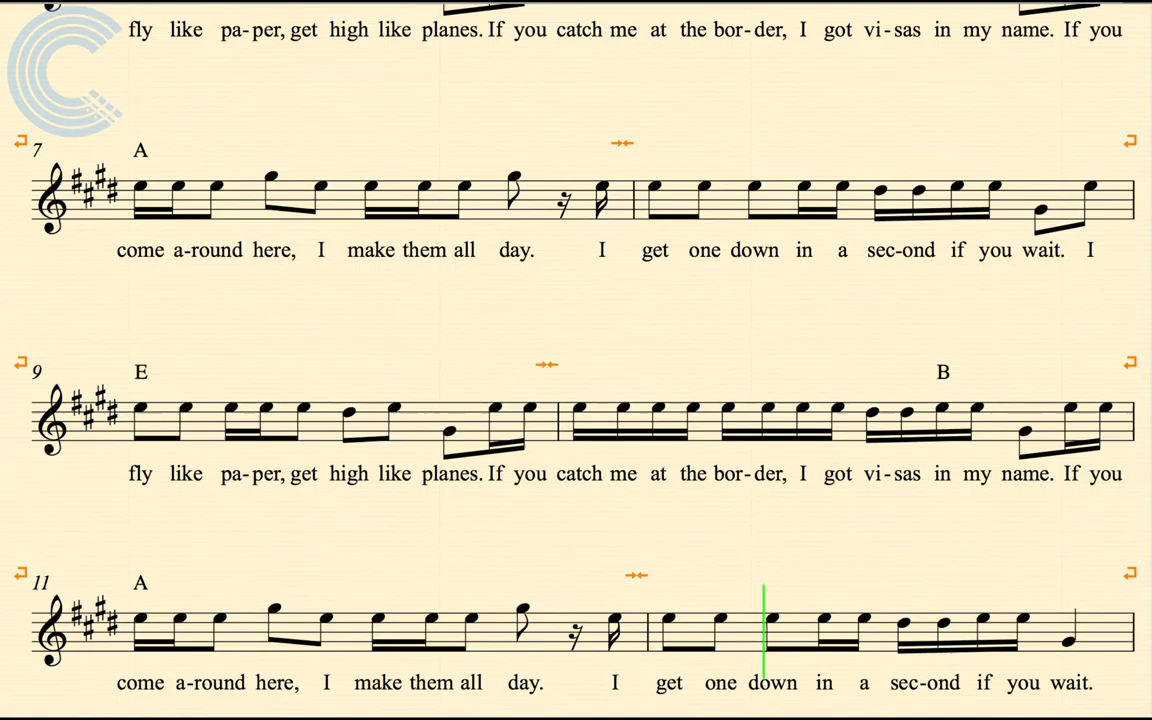 fly like pa-per, get high like planes. If you catch me at the bor-der, I got vi-sas in my name. If you
7 A
come a-round here, I make them all day. I get one down in a sec-ond if you wait. I
9 E B
fly like pa-per, get high like planes. If you catch me at the bor-der, I got vi-sas in my name. If you
11 A
come a-round here, I make them all day. I get one down in a sec-ond if you wait.